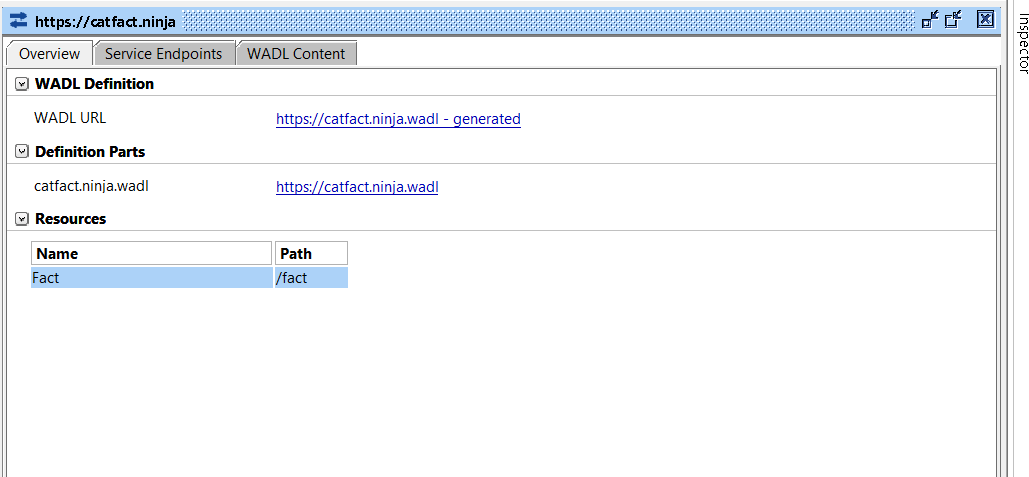 https://catfact.ninja
Overview Service Endpoints WADL Content
WADL Definition
WADL URL https://catfact.ninja.wadl - generated
Definition Parts
catfact.ninja.wadl https://catfact.ninja.wadl
Resources
Name Path
Fact /fact
Inspector